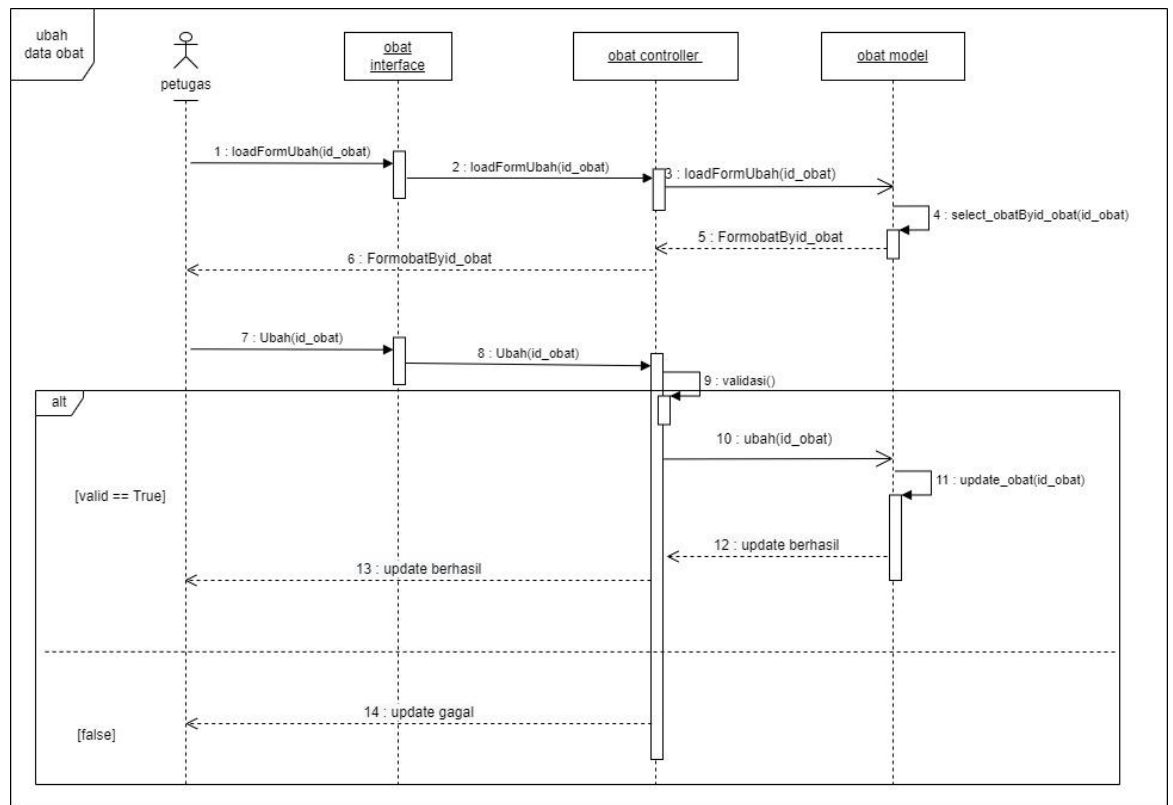 ubah
data obat
petugas
obat
interface
obat controller
obat model
1 : loadFormUbah(id_obat)
2 : loadFormUbah(id_obat)
3 : loadFormUbah(id_obat)
4 : select_obatByid_obat(id_obat)
5 : FormobatByid_obat
6 : FormobatByid_obat
7 : Ubah(id_obat)
8 : Ubah(id_obat)
9 : validasi()
alt
10 : ubah(id_obat)
11 : update_obat(id_obat)
[valid == True]
12 : update berhasil
13 : update berhasil
14 : update gagal
[false]